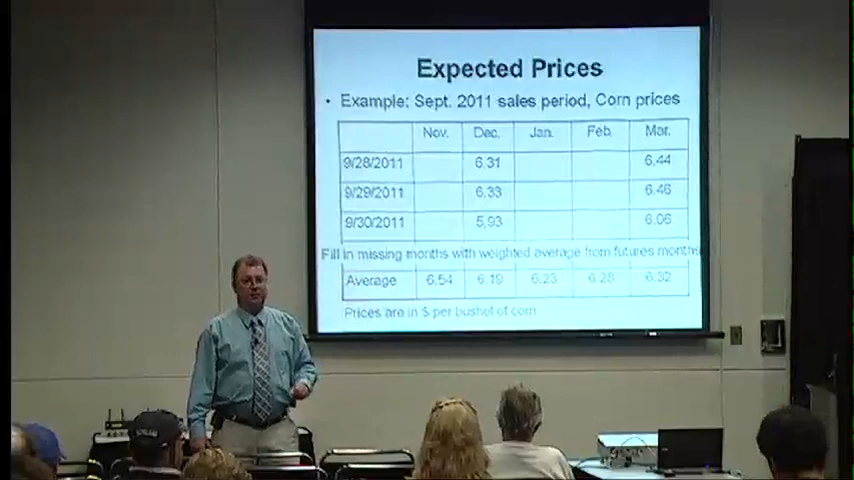 Expected Prices
• Example: Sept. 2011 sales period, Corn prices
Nov. Dec. Jan. Feb. Mar.
9/28/2011 6.31 6.44
9/29/2011 6.33 6.46
9/30/2011 5.93 6.06
Fill in missing months with weighted average from futures months
Average 6.54 6.19 6.23 6.28 6.32
Prices are in $ per bushel of corn